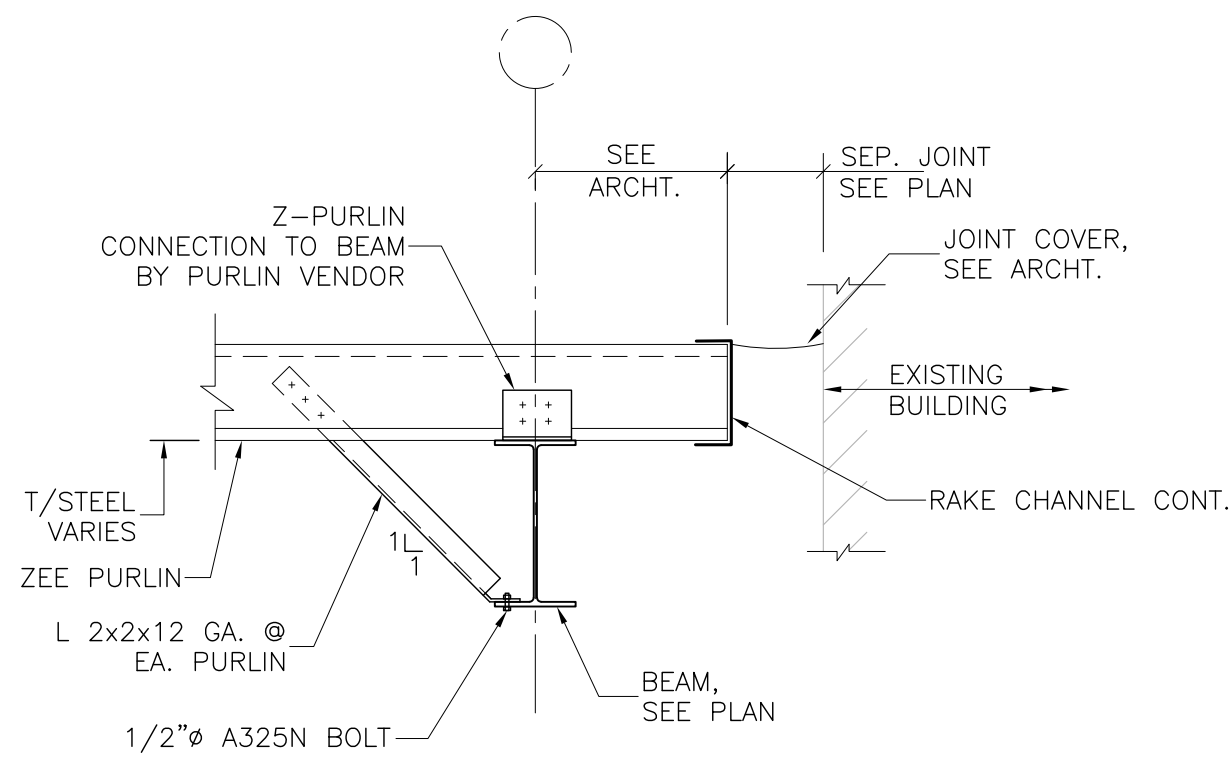 SEE
ARCHT.
SEP. JOINT
SEE PLAN
Z-PURLIN
CONNECTION TO BEAM
BY PURLIN VENDOR
JOINT COVER,
SEE ARCHT.
EXISTING
BUILDING
T/STEEL
VARIES
RAKE CHANNEL CONT.
1
1
ZEE PURLIN
L 2x2x12 GA. @
EA. PURLIN
BEAM,
SEE PLAN
1/2"ø A325N BOLT